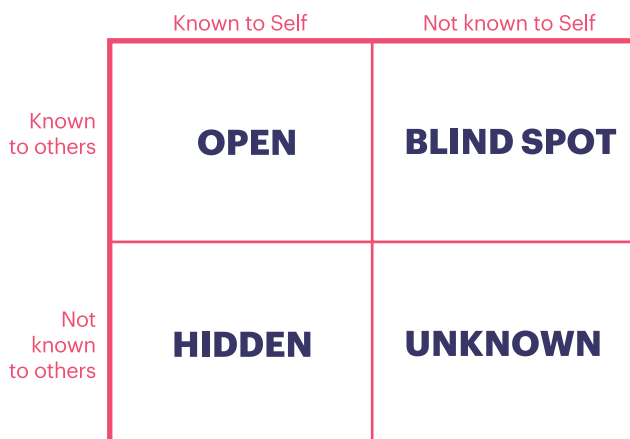 Known to Self
Not known to Self
Known
to others
OPEN
BLIND SPOT
Not
known
to others
HIDDEN
UNKNOWN